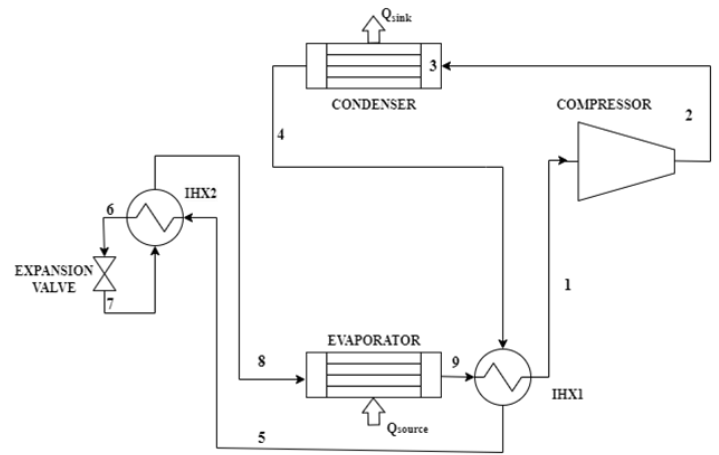 Qsink
3
CONDENSER
COMPRESSOR
2
4
IHX2
6
EXPANSION
VALVE
7
1
EVAPORATOR
8
9
IHX1
Qsource
5